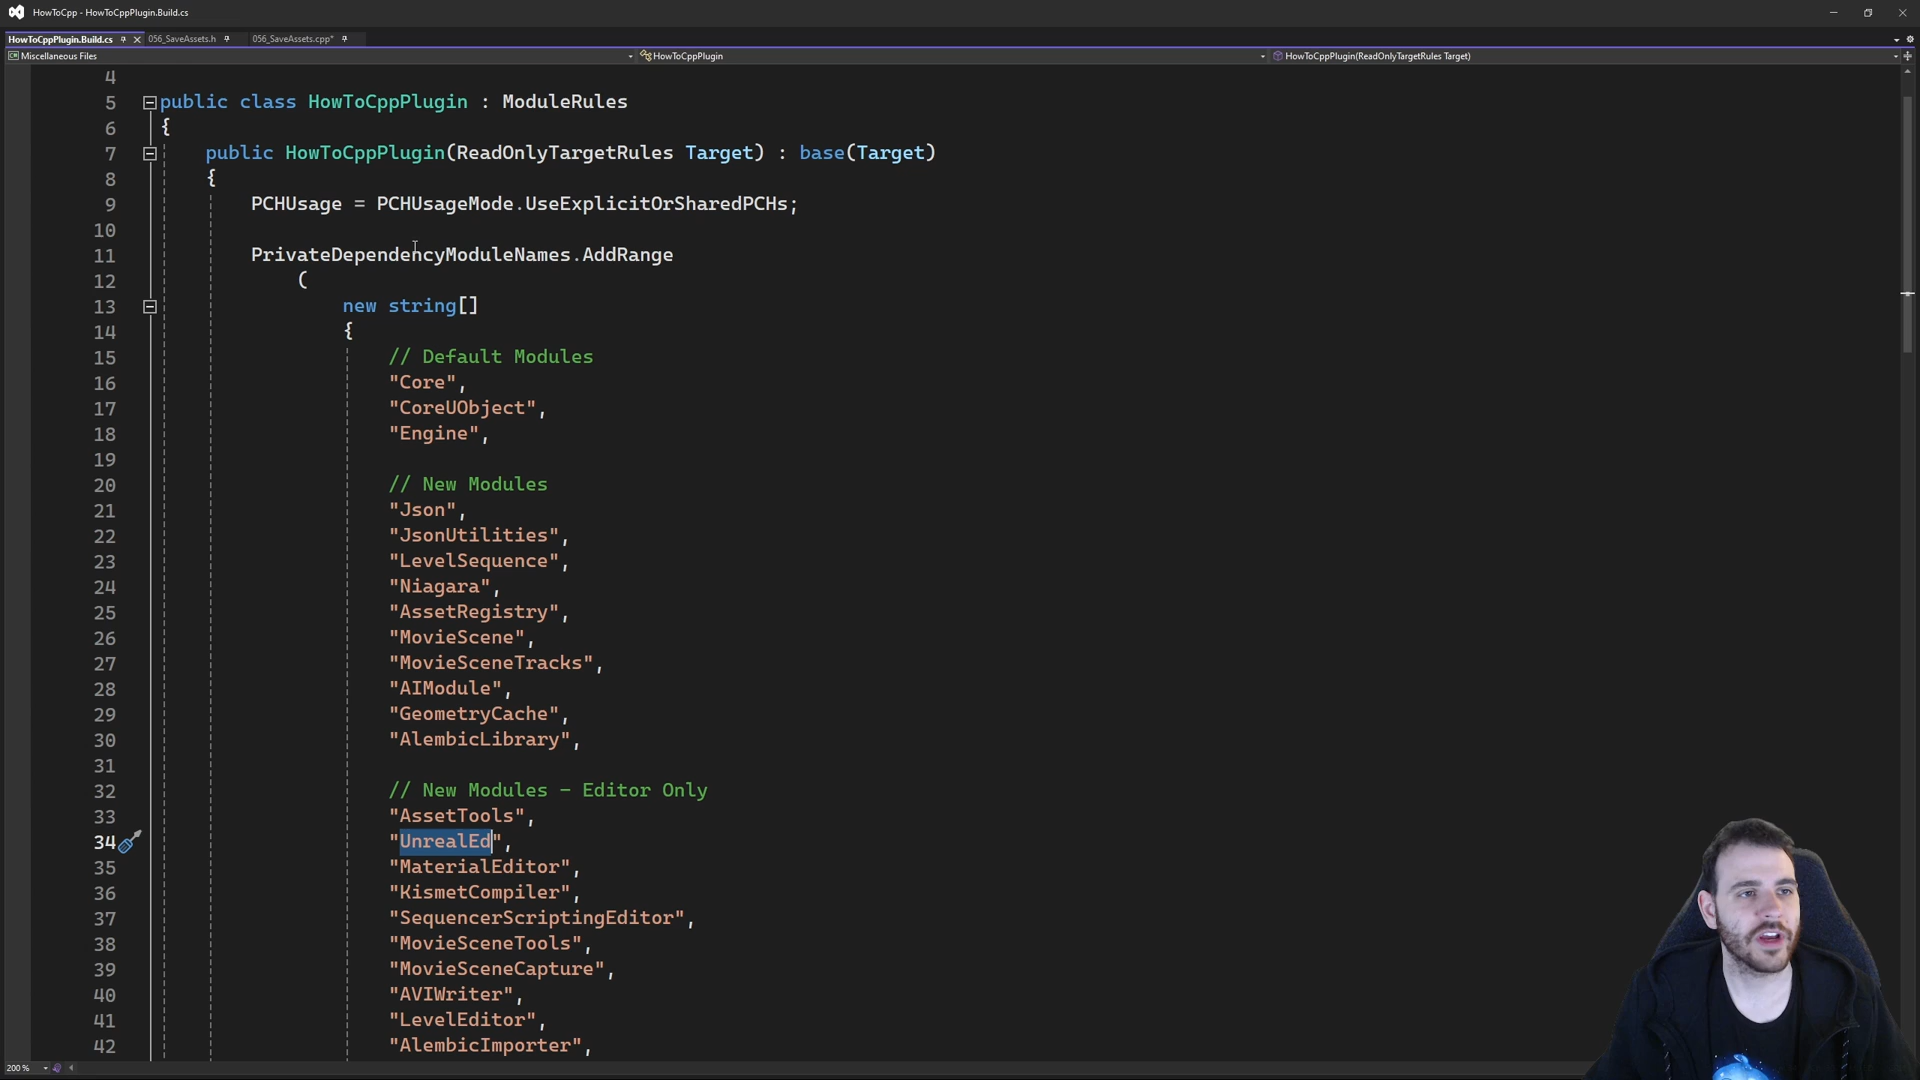 HowToCpp - HowToCppPlugin.Build.cs
HowToCppPlugin.Build.cs 056_SaveAssets.h 056_SaveAssets.cpp*
Miscellaneous Files HowToCppPlugin HowToCppPlugin(ReadOnlyTargetRules Target)
4
5 public class HowToCppPlugin : ModuleRules
6 {
7 public HowToCppPlugin(ReadOnlyTargetRules Target) : base(Target)
8 {
9 PCHUsage = PCHUsageMode.UseExplicitOrSharedPCHs;
10
11 PrivateDependencyModuleNames.AddRange
12 (
13 new string[]
14 {
15 // Default Modules
16 "Core",
17 "CoreUObject",
18 "Engine",
19
20 // New Modules
21 "Json",
22 "JsonUtilities",
23 "LevelSequence",
24 "Niagara",
25 "AssetRegistry",
26 "MovieScene",
27 "MovieSceneTracks",
28 "AIModule",
29 "GeometryCache",
30 "AlembicLibrary",
31
32 // New Modules - Editor Only
33 "AssetTools",
34 "UnrealEd",
35 "MaterialEditor",
36 "KismetCompiler",
37 "SequencerScriptingEditor",
38 "MovieSceneTools",
39 "MovieSceneCapture",
40 "AVIWriter",
41 "LevelEditor",
42 "AlembicImporter",
200 %